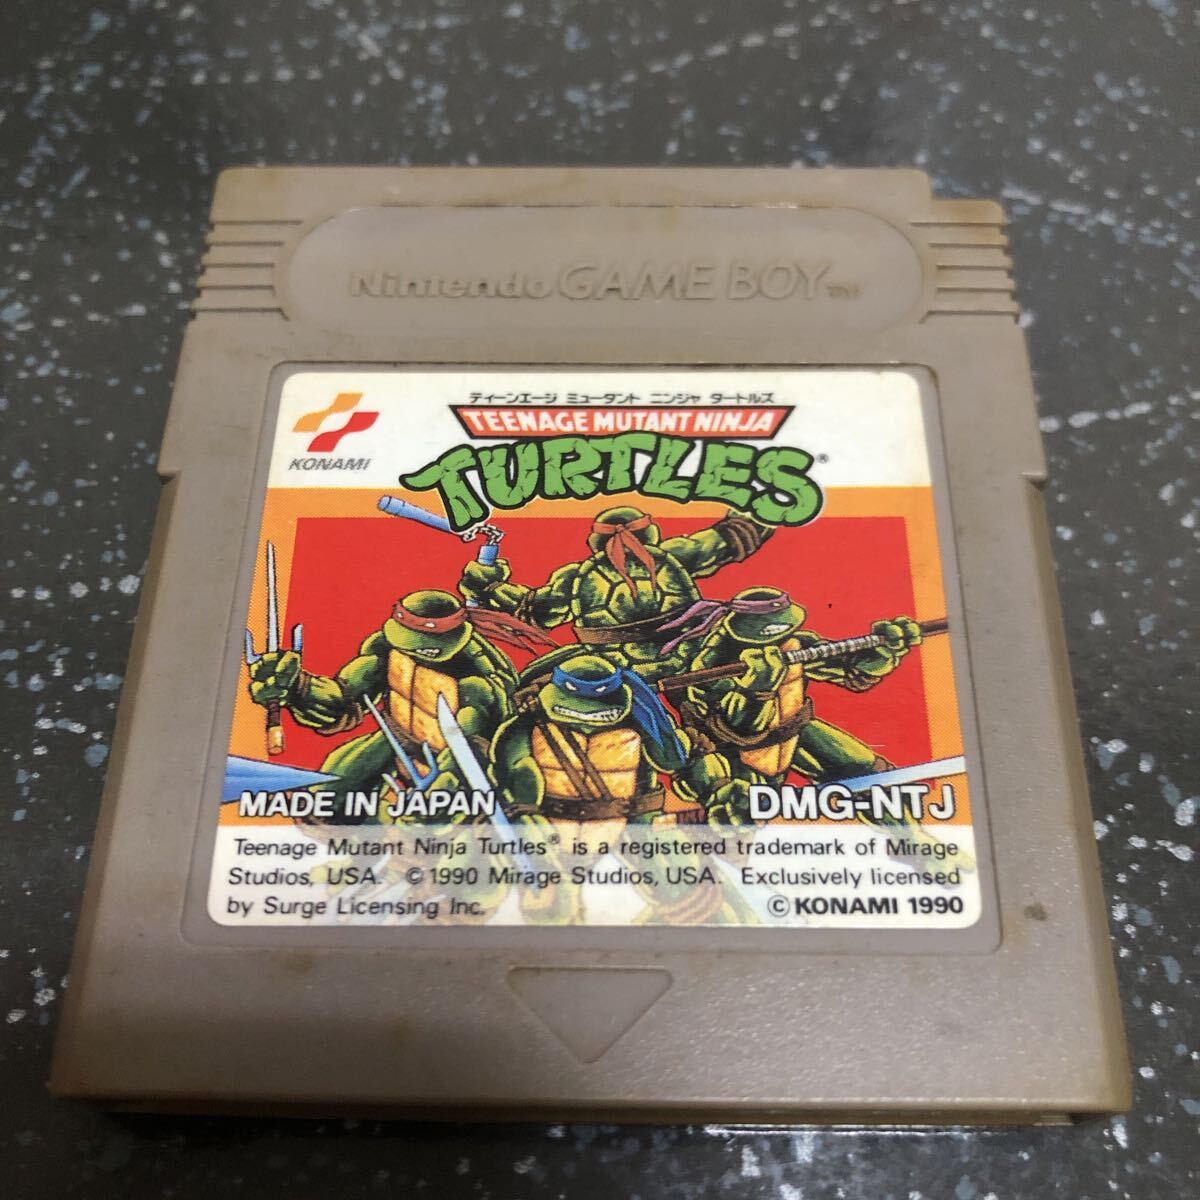 Nintendo GAME BOY™
ティーンエージ ミュータント ニンジャ タートルズ
TEENAGE MUTANT NINJA
TURTLES®
KONAMI
MADE IN JAPAN
DMG-NTJ
Teenage Mutant Ninja Turtles® is a registered trademark of Mirage
Studios, USA. © 1990 Mirage Studios, USA. Exclusively licensed
by Surge Licensing Inc.
© KONAMI 1990